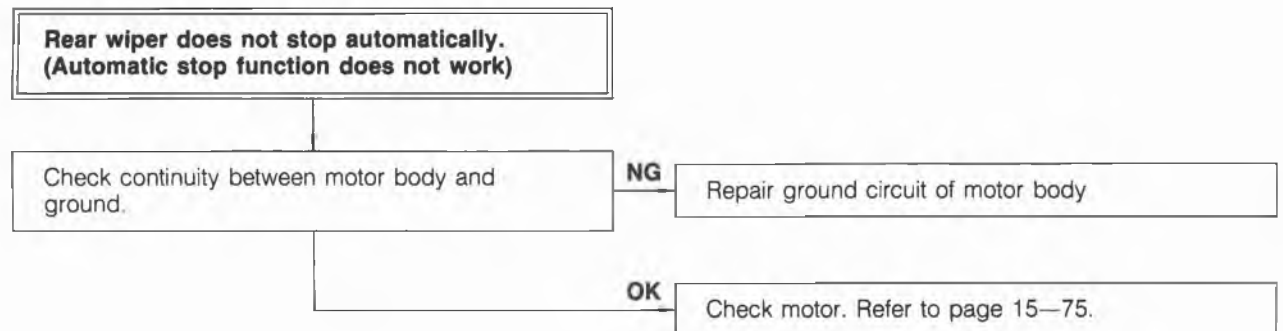 Rear wiper does not stop automatically.
(Automatic stop function does not work)
Check continuity between motor body and
ground.
NG
Repair ground circuit of motor body
OK
Check motor. Refer to page 15—75.